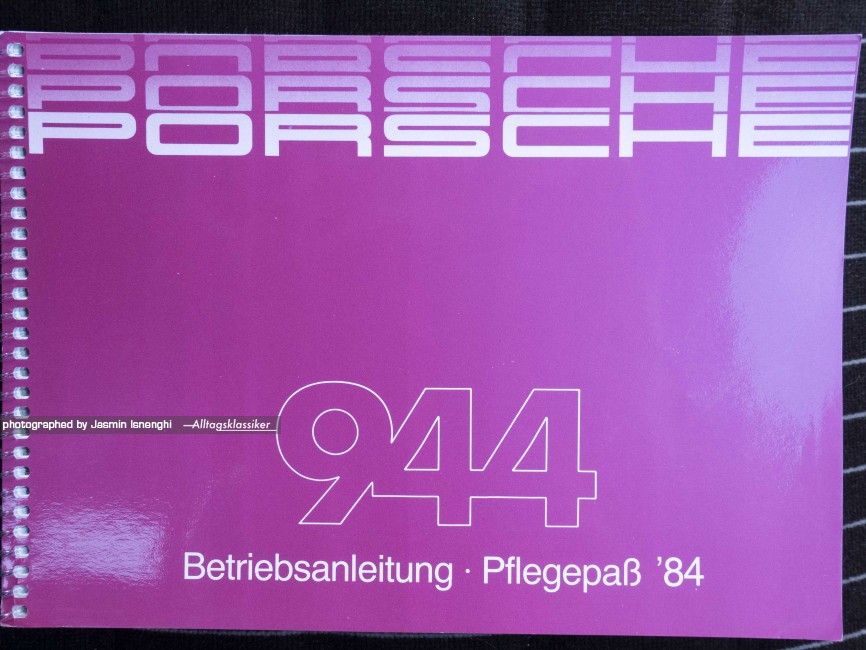 PORSCHE
PORSCHE
PORSCHE
944
photographed by Jasmin Isnenghi —Alltagsklassiker
Betriebsanleitung · Pflegepaß '84